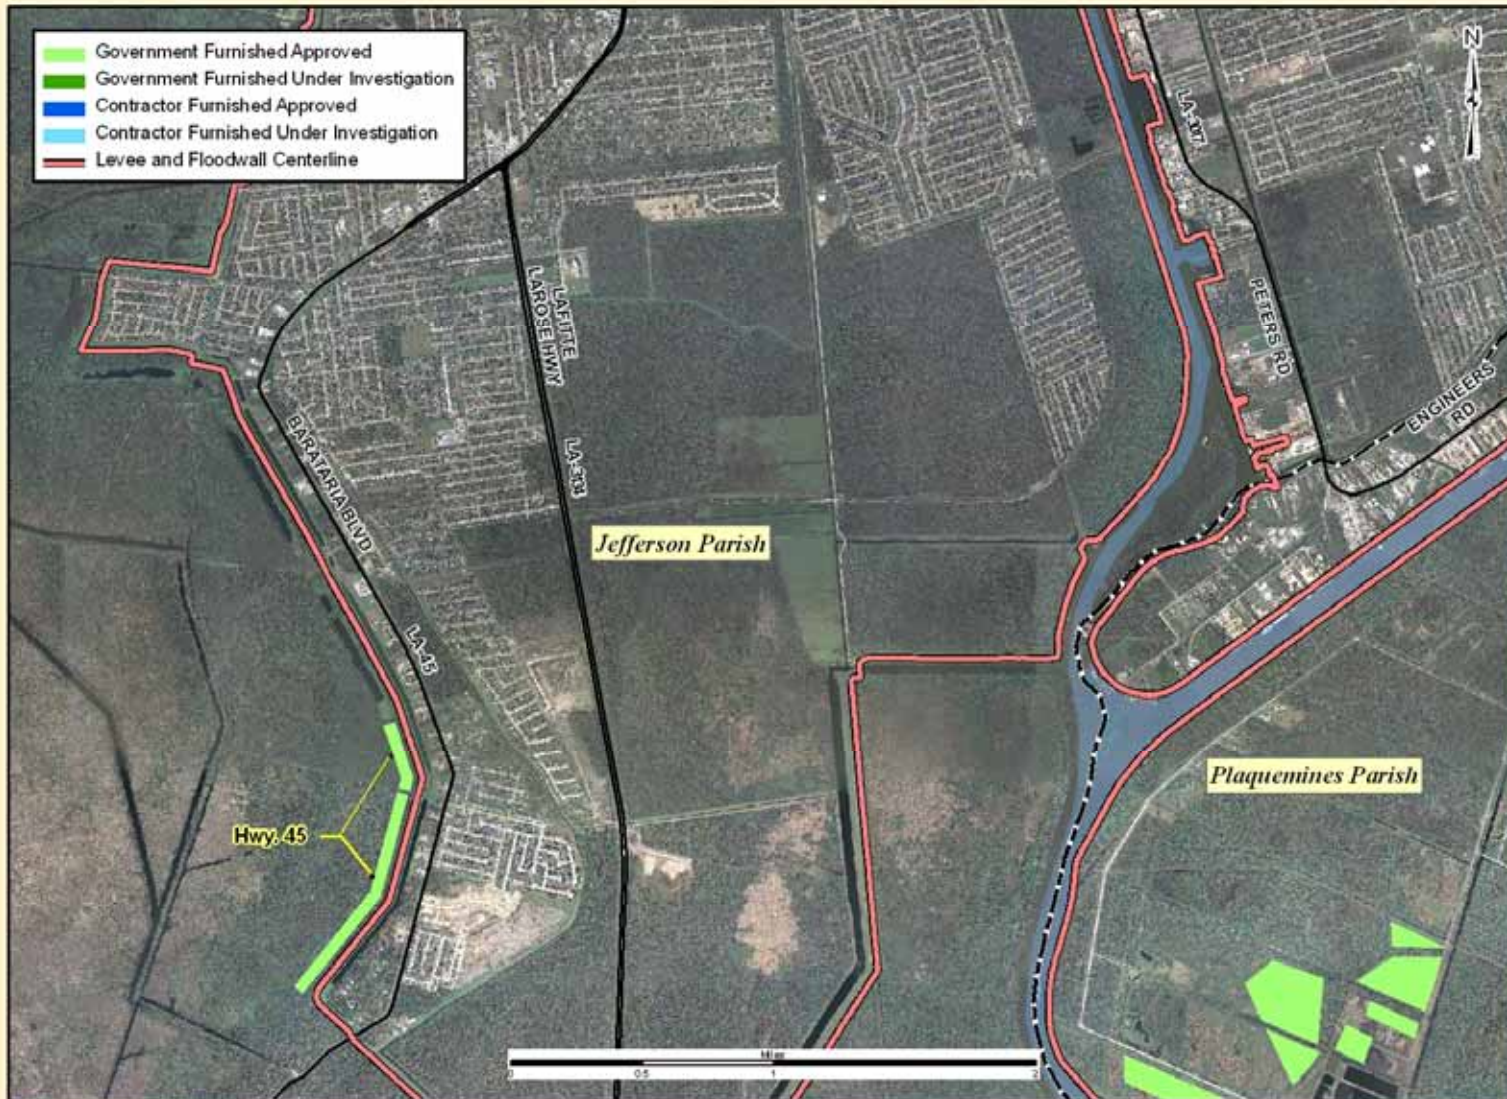 Government Furnished Approved
Government Furnished Under Investigation
Contractor Furnished Approved
Contractor Furnished Under Investigation
Levee and Floodwall Centerline
N
LA-3017
LAFITTE
LAROSE HWY
PETERS RD
ENGINEERS
RD
BARATARIA BLVD
LA-3134
Jefferson Parish
LA-45
Plaquemines Parish
Hwy. 45
Miles
0 0.5 1 2